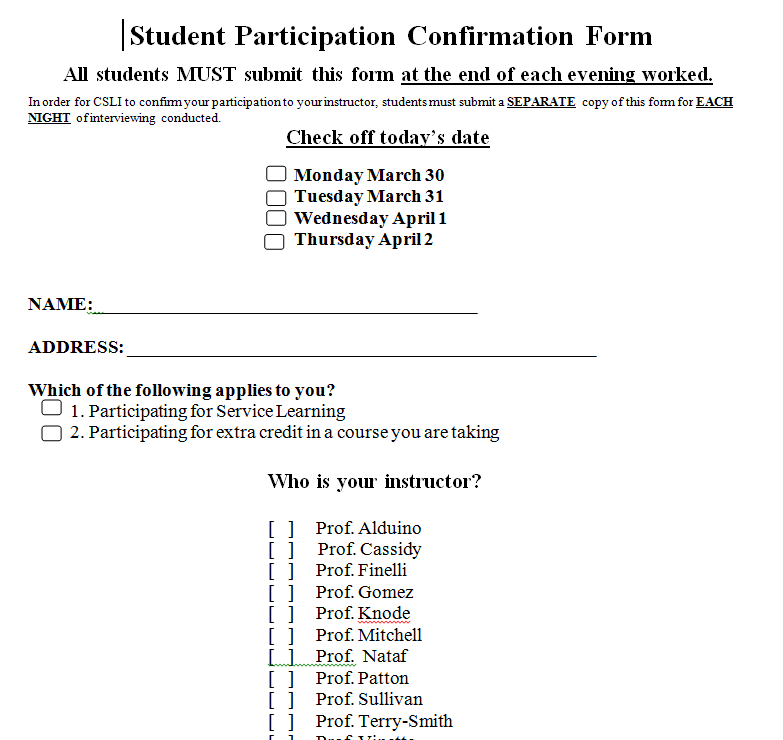 Student Participation Confirmation Form
All students MUST submit this form at the end of each evening worked.
In order for CSLI to confirm your participation to your instructor, students must submit a SEPARATE copy of this form for EACH
NIGHT of interviewing conducted.
Check off today's date
Monday March 30
Tuesday March 31
Wednesday April 1
Thursday April 2
NAME:
ADDRESS:
Which of the following applies to you?
1. Participating for Service Learning
2. Participating for extra credit in a course you are taking
Who is your instructor?
[ ] Prof. Alduino
[ ] Prof. Cassidy
[ ] Prof. Finelli
[ ] Prof. Gomez
[ ] Prof. Knode
[ ] Prof. Mitchell
[ ] Prof. Nataf
[ ] Prof. Patton
[ ] Prof. Sullivan
[ ] Prof. Terry-Smith
[ ] Prof.